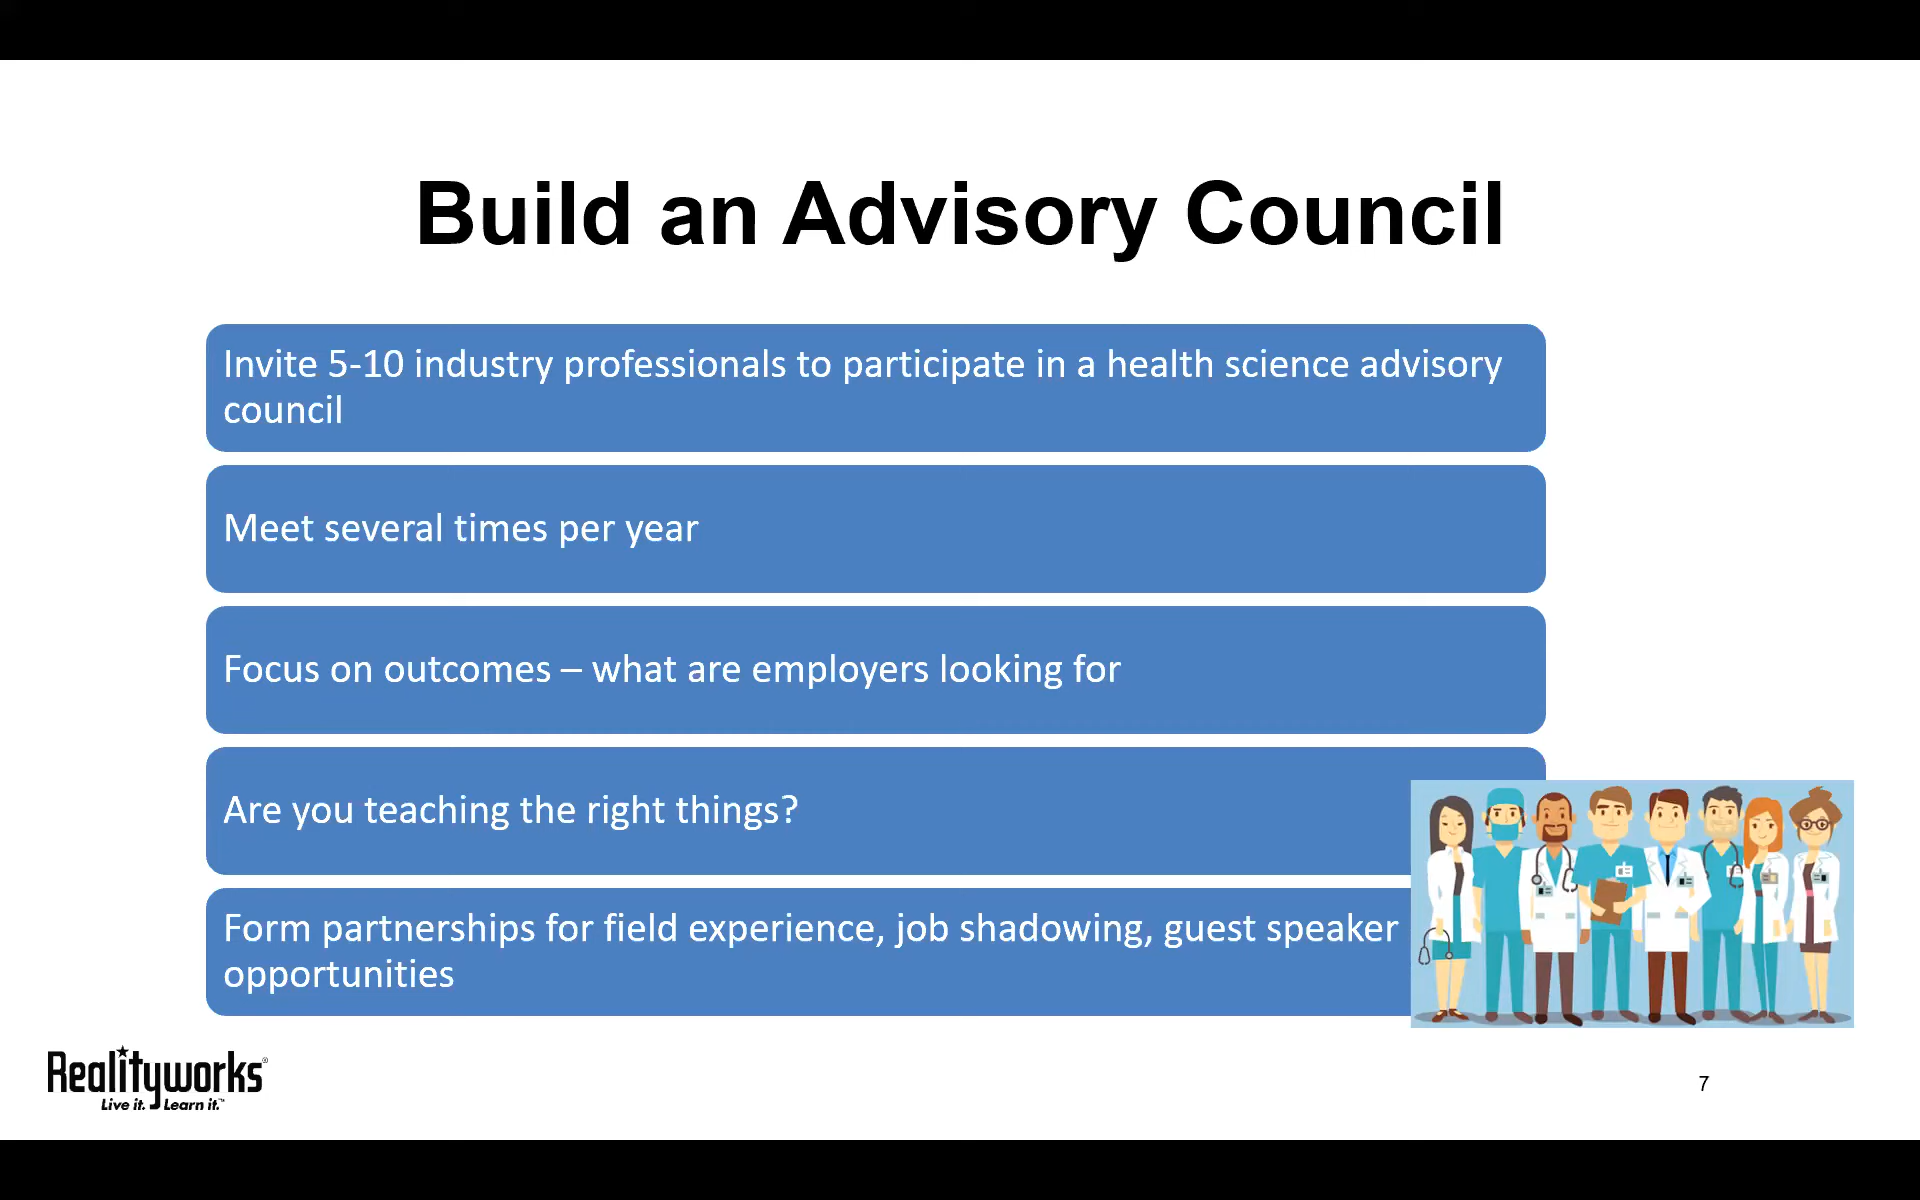 Build an Advisory Council
Invite 5-10 industry professionals to participate in a health science advisory
council
Meet several times per year
Focus on outcomes – what are employers looking for
Are you teaching the right things?
Form partnerships for field experience, job shadowing, guest speaker
opportunities
Realityworks®
Live it. Learn it.™
7